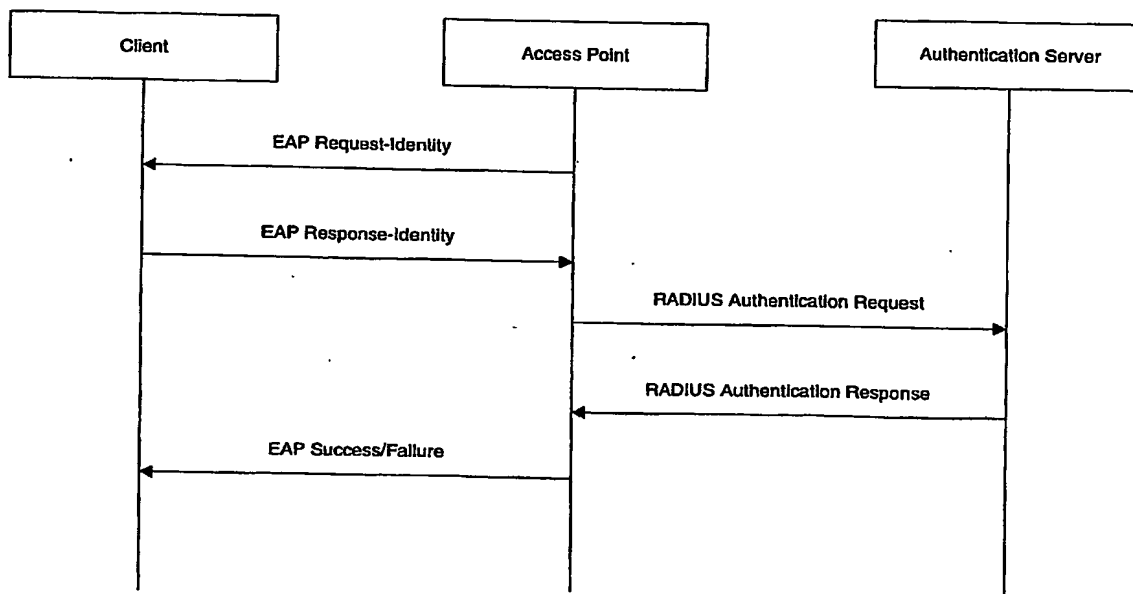 Client
Access Point
Authentication Server
EAP Request-Identity
EAP Response-Identity
RADIUS Authentication Request
RADIUS Authentication Response
EAP Success/Failure